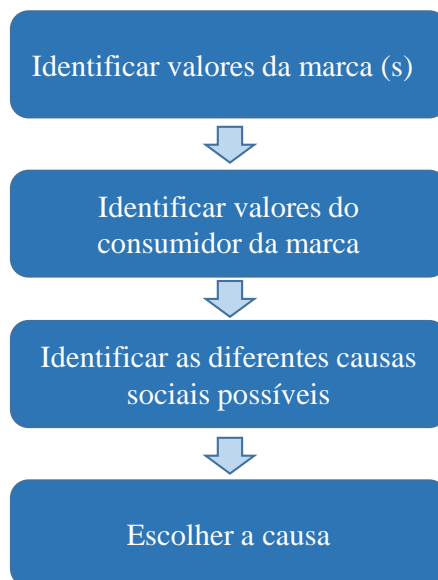 Identificar valores da marca (s)
Identificar valores do
consumidor da marca
Identificar as diferentes causas
sociais possíveis
Escolher a causa